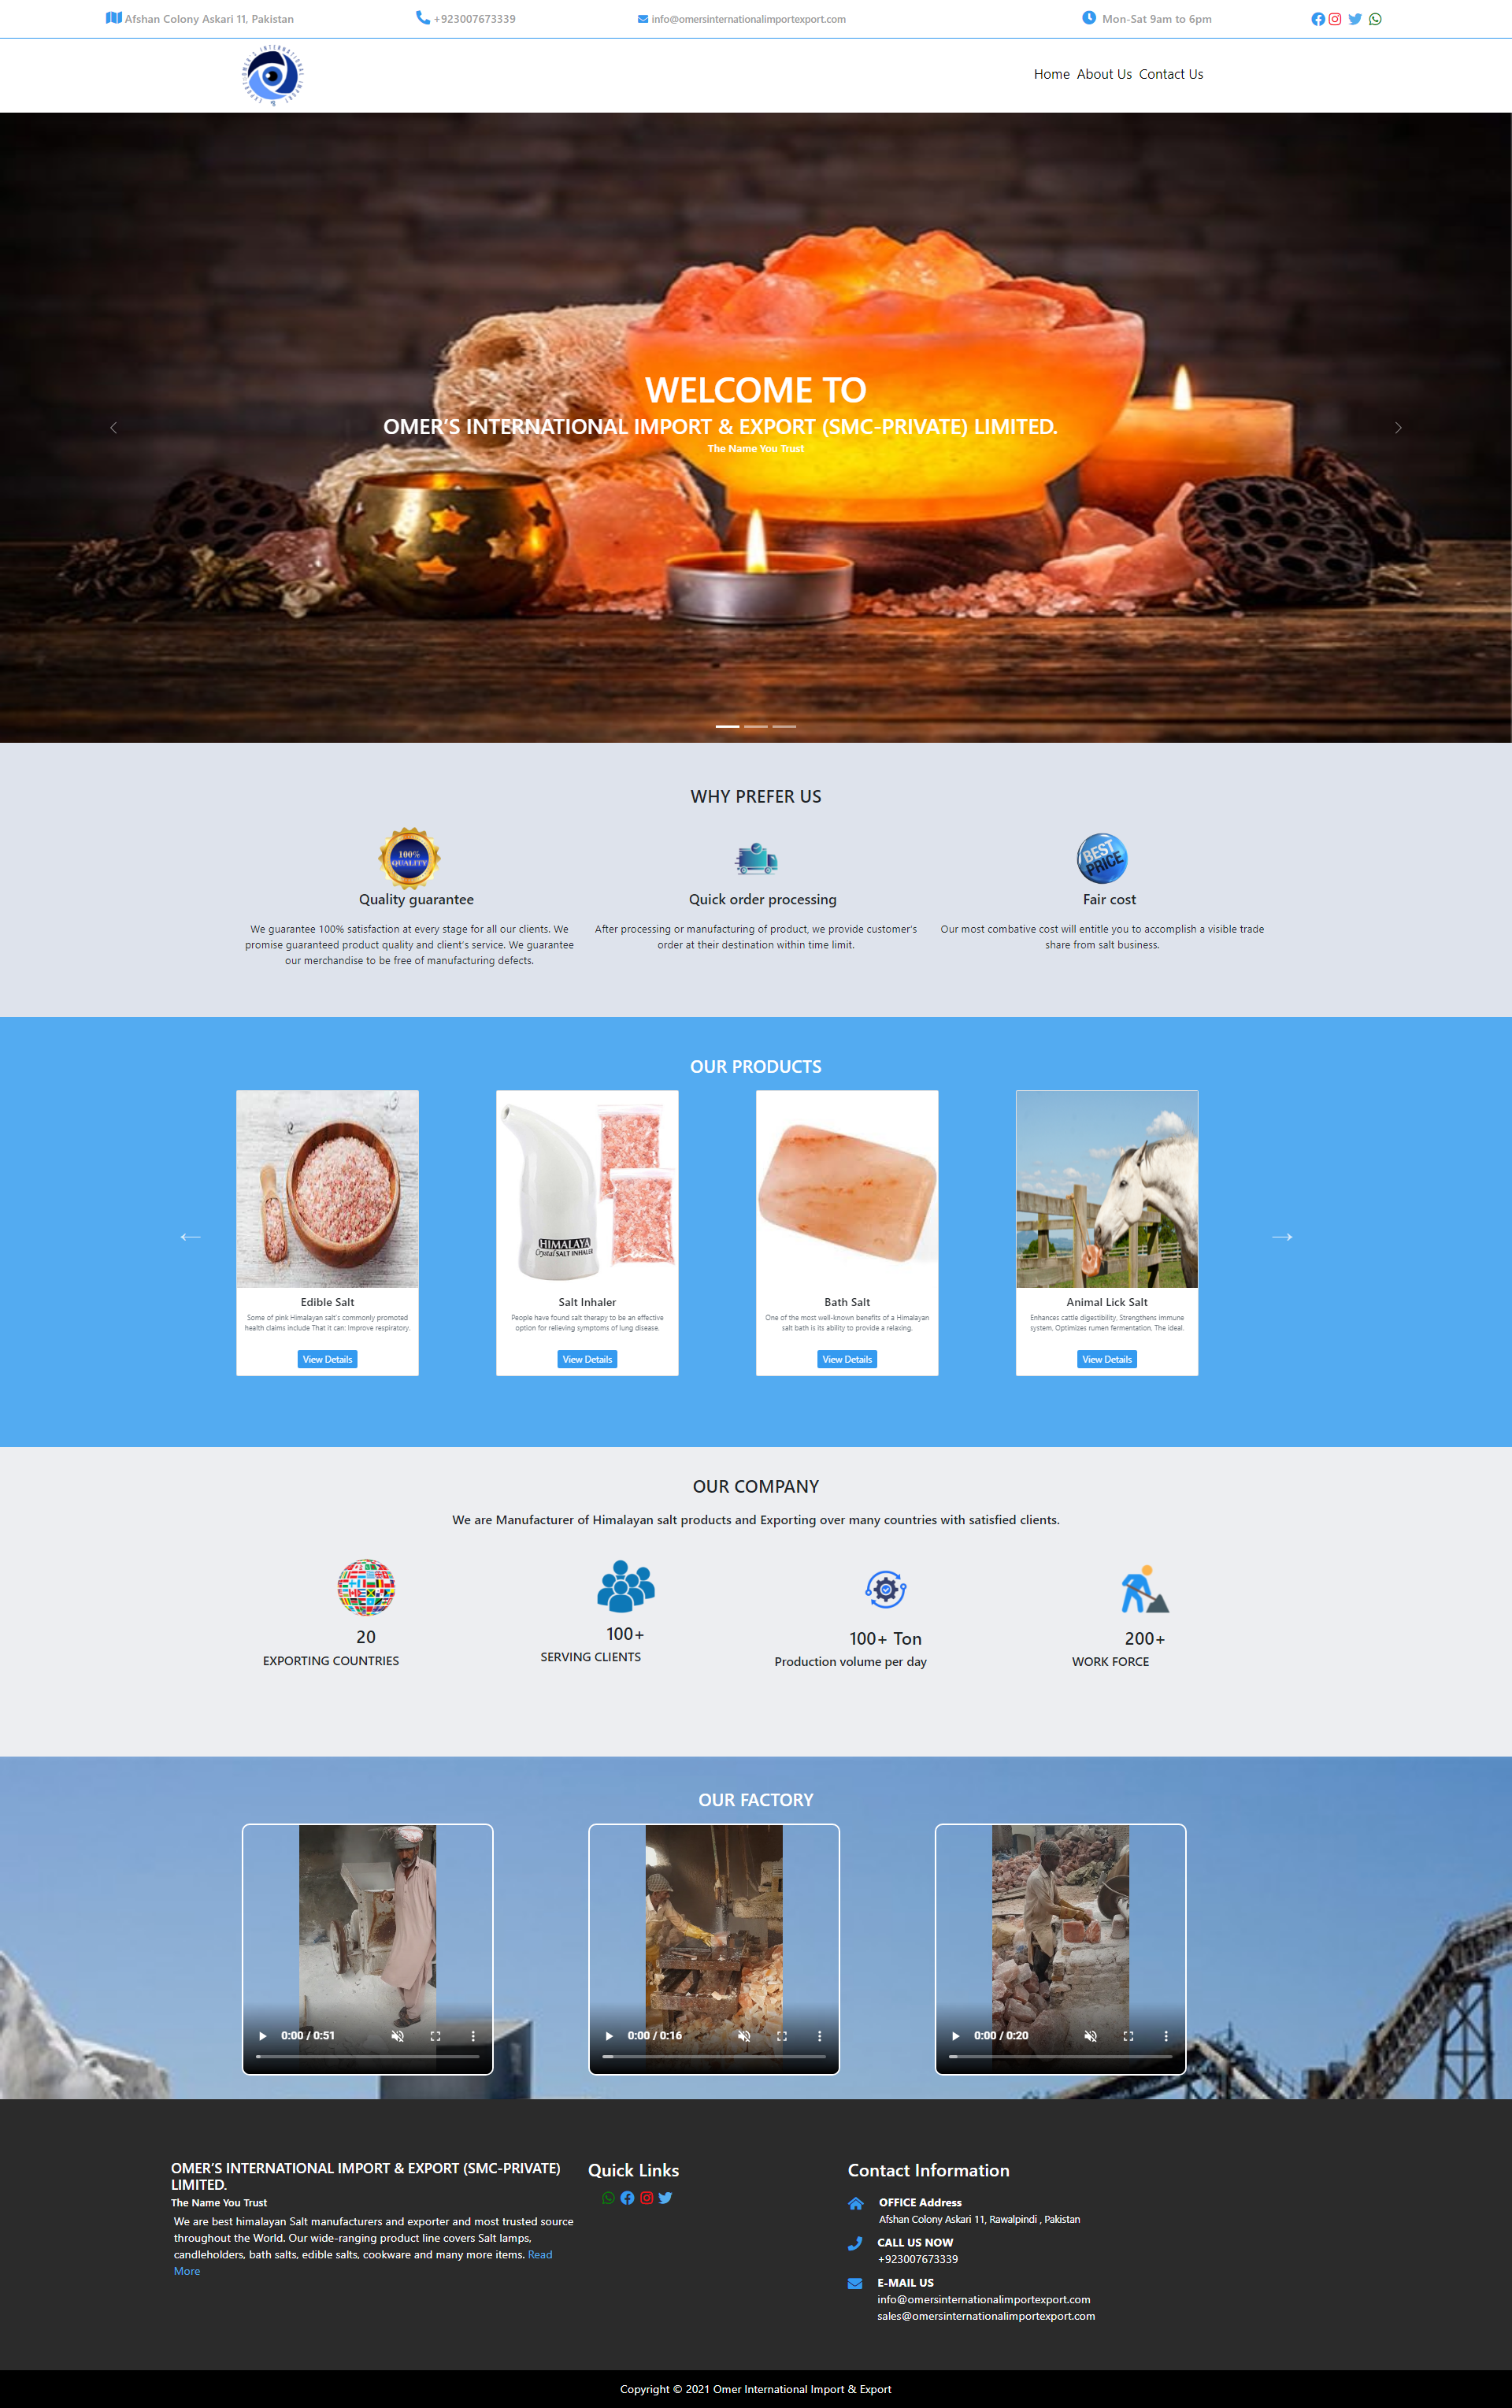 Afshan Colony Askari 11, Pakistan
+923007673339
info@omersinternationalimportexport.com
Mon-Sat 9am to 6pm
Home About Us Contact Us
WELCOME TO
OMER'S INTERNATIONAL IMPORT & EXPORT (SMC-PRIVATE) LIMITED.
The Name You Trust
WHY PREFER US
100%
QUALITY
Quality guarantee
We guarantee 100% satisfaction at every stage for all our clients. We
promise guaranteed product quality and client's service. We guarantee
our merchandise to be free of manufacturing defects.
Quick order processing
After processing or manufacturing of product, we provide customer's
order at their destination within time limit.
BEST
PRICE
Fair cost
Our most combative cost will entitle you to accomplish a visible trade
share from salt business.
OUR PRODUCTS
←
Edible Salt
Some of pink Himalayan salt's commonly promoted
health claims include That it can: Improve respiratory.
View Details
HIMALAYA
Crystal SALT INHALER
Salt Inhaler
People have found salt therapy to be an effective
option for relieving symptoms of lung disease.
View Details
Bath Salt
One of the most well-known benefits of a Himalayan
salt bath is its ability to provide a relaxing.
View Details
Animal Lick Salt
Enhances cattle digestibility, Strengthens immune
system, Optimizes rumen fermentation, The ideal.
View Details
→
OUR COMPANY
We are Manufacturer of Himalayan salt products and Exporting over many countries with satisfied clients.
20
EXPORTING COUNTRIES
100+
SERVING CLIENTS
100+ Ton
Production volume per day
200+
WORK FORCE
OUR FACTORY
0:00 / 0:51
0:00 / 0:16
0:00 / 0:20
OMER'S INTERNATIONAL IMPORT & EXPORT (SMC-PRIVATE)
LIMITED.
The Name You Trust
We are best himalayan Salt manufacturers and exporter and most trusted source
throughout the World. Our wide-ranging product line covers Salt lamps,
candleholders, bath salts, edible salts, cookware and many more items. Read
More
Quick Links
Contact Information
OFFICE Address
Afshan Colony Askari 11, Rawalpindi , Pakistan
CALL US NOW
+923007673339
E-MAIL US
info@omersinternationalimportexport.com
sales@omersinternationalimportexport.com
Copyright © 2021 Omer International Import & Export